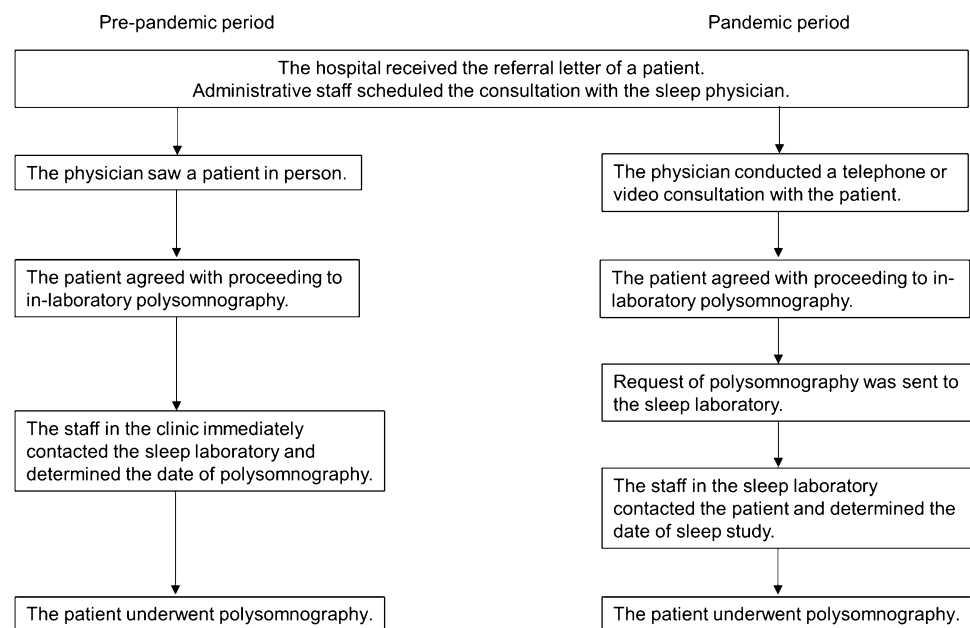 Pre-pandemic period
Pandemic period
The hospital received the referral letter of a patient.
Administrative staff scheduled the consultation with the sleep physician.
The physician saw a patient in person.
The patient agreed with proceeding to
in-laboratory polysomnography.
The staff in the clinic immediately
contacted the sleep laboratory and
determined the date of polysomnography.
The patient underwent polysomnography.
The physician conducted a telephone or
video consultation with the patient.
The patient agreed with proceeding to in-
laboratory polysomnography.
Request of polysomnography was sent to
the sleep laboratory.
The staff in the sleep laboratory
contacted the patient and determined the
date of sleep study.
The patient underwent polysomnography.